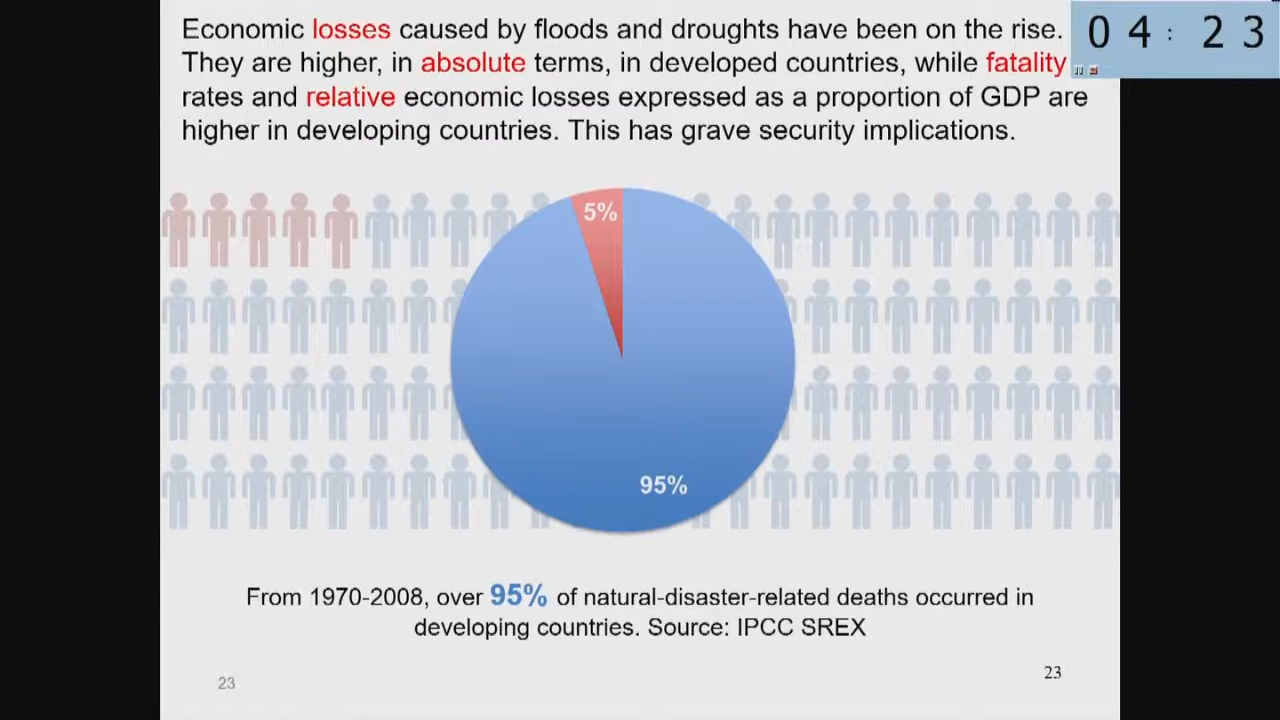 Economic losses caused by floods and droughts have been on the rise.
They are higher, in absolute terms, in developed countries, while fatality
rates and relative economic losses expressed as a proportion of GDP are
higher in developing countries. This has grave security implications.
04: 23
5%
95%
From 1970-2008, over 95% of natural-disaster-related deaths occurred in
developing countries. Source: IPCC SREX
23
23